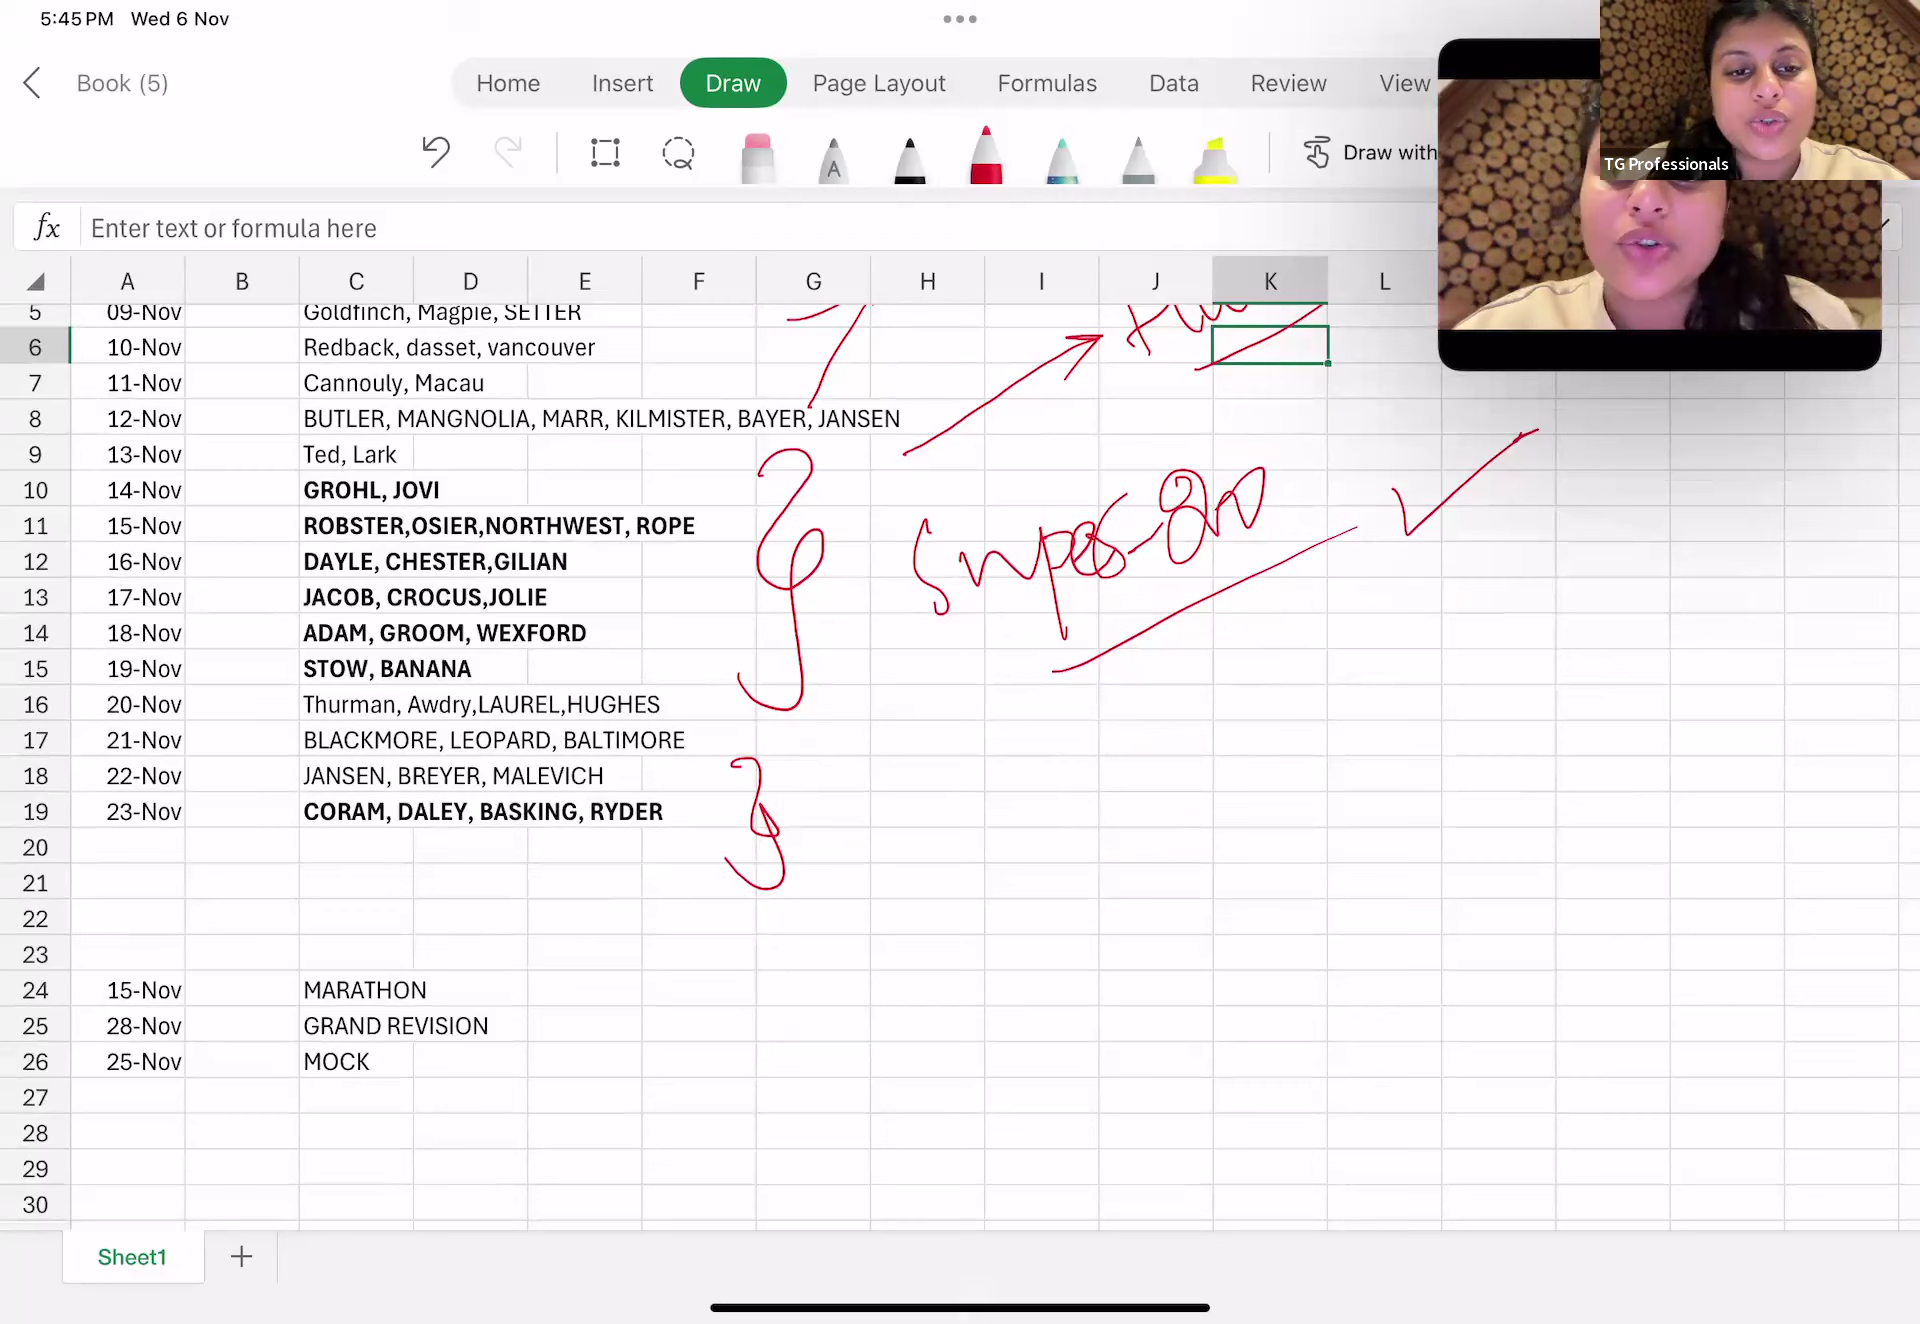 5:45 PM Wed 6 Nov
Book (5)
Home Insert Draw Page Layout Formulas Data Review View
A
Draw with
TG Professionals
fx Enter text or formula here
A B C D E F G H I J K L
5 09-Nov Goldfinch, Magpie, SETTER
6 10-Nov Redback, dasset, vancouver
7 11-Nov Cannouly, Macau
8 12-Nov BUTLER, MANGNOLIA, MARR, KILMISTER, BAYER, JANSEN
9 13-Nov Ted, Lark
10 14-Nov GROHL, JOVI
11 15-Nov ROBSTER,OSIER,NORTHWEST, ROPE
12 16-Nov DAYLE, CHESTER,GILIAN
13 17-Nov JACOB, CROCUS,JOLIE
14 18-Nov ADAM, GROOM, WEXFORD
15 19-Nov STOW, BANANA
16 20-Nov Thurman, Awdry,LAUREL,HUGHES
17 21-Nov BLACKMORE, LEOPARD, BALTIMORE
18 22-Nov JANSEN, BREYER, MALEVICH
19 23-Nov CORAM, DALEY, BASKING, RYDER
20
21
22
23
24 15-Nov MARATHON
25 28-Nov GRAND REVISION
26 25-Nov MOCK
27
28
29
30
Sheet1